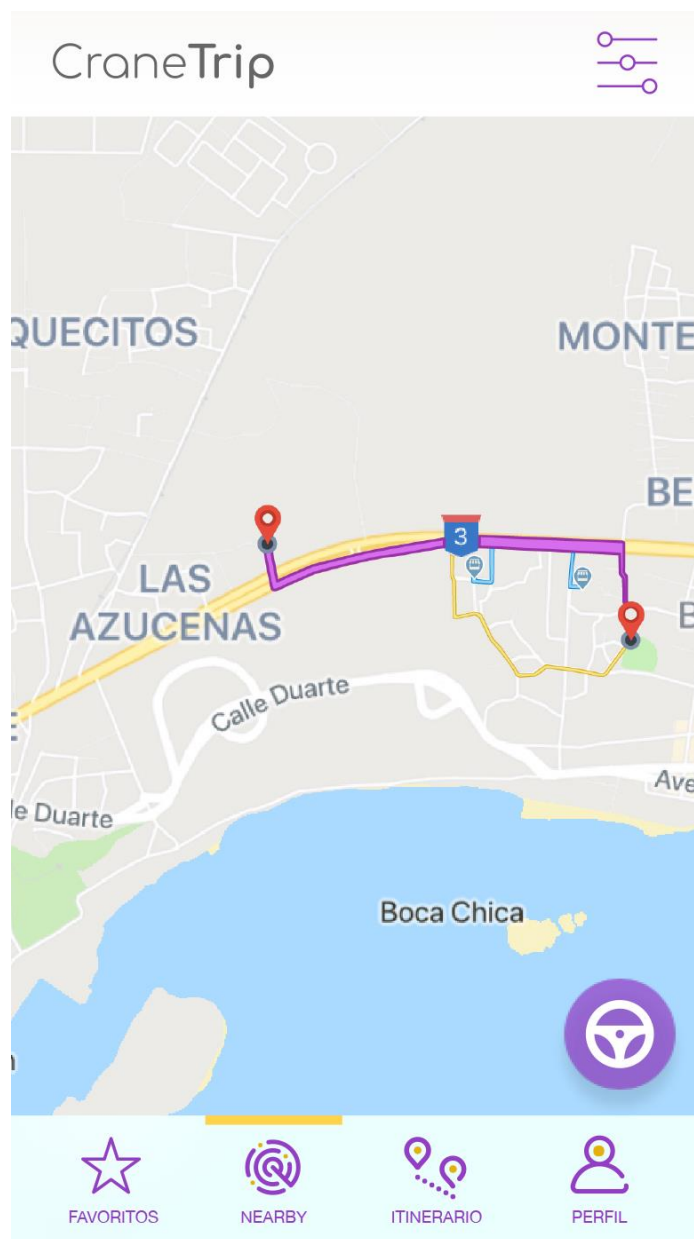 CraneTrip
QUECITOS
MONTE
BE
3
LAS
AZUCENAS
B
Calle Duarte
Ave
le Duarte
Boca Chica
FAVORITOS
NEARBY
ITINERARIO
PERFIL